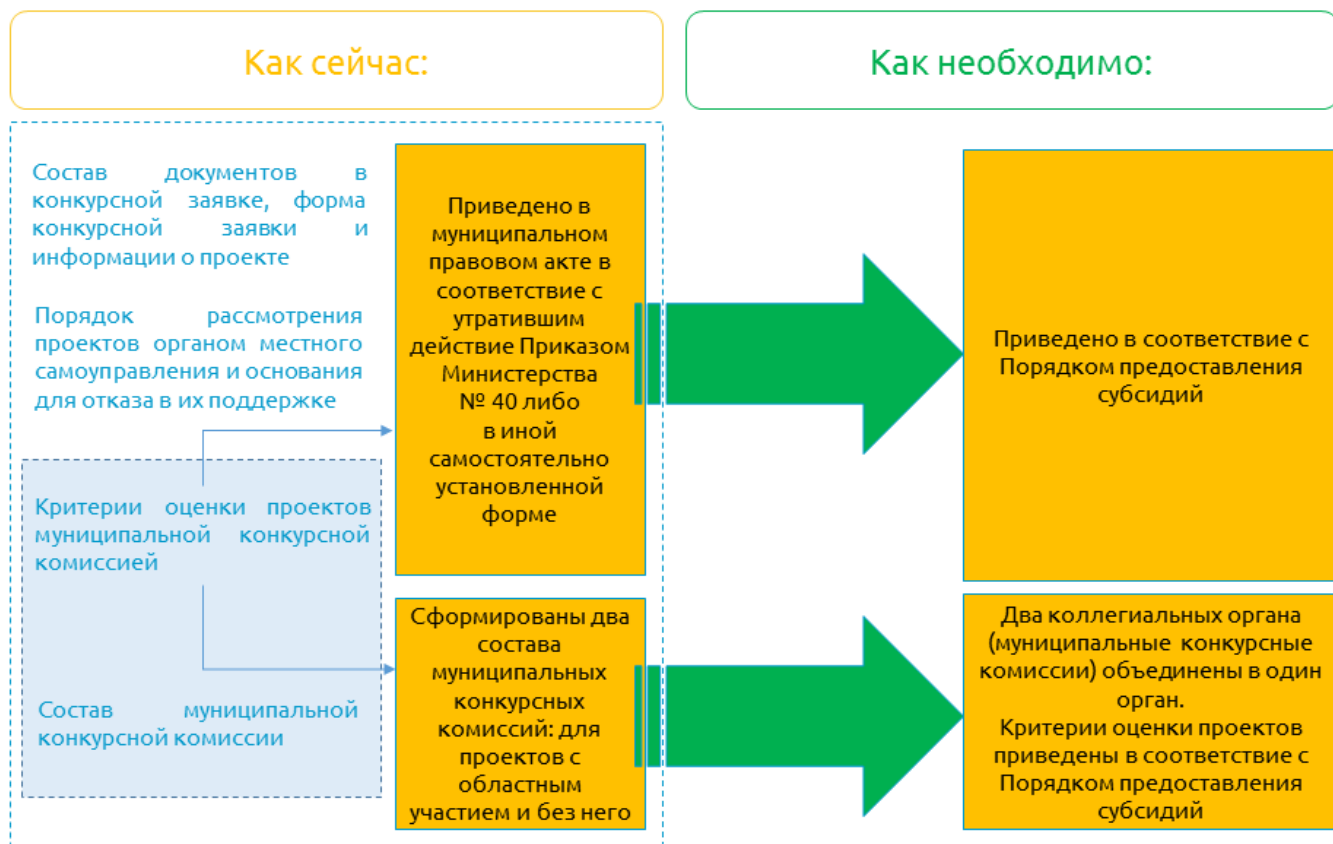 Как сейчас:
Как необходимо:
Состав документов в
конкурсной заявке, форма
конкурсной заявки и
информации о проекте
Порядок рассмотрения
проектов органом местного
самоуправления и основания
для отказа в их поддержке
Критерии оценки проектов
муниципальной конкурсной
комиссией
Состав муниципальной
конкурсной комиссии
Приведено в
муниципальном
правовом акте в
соответствие с
утратившим
действие Приказом
Министерства
№ 40 либо
в иной
самостоятельно
установленной
форме
Сформированы два
состава
муниципальных
конкурсных
комиссий: для
проектов с
областным
участием и без него
Приведено в соответствие с
Порядком предоставления
субсидий
Два коллегиальных органа
(муниципальные конкурсные
комиссии) объединены в один
орган.
Критерии оценки проектов
приведены в соответствие с
Порядком предоставления
субсидий